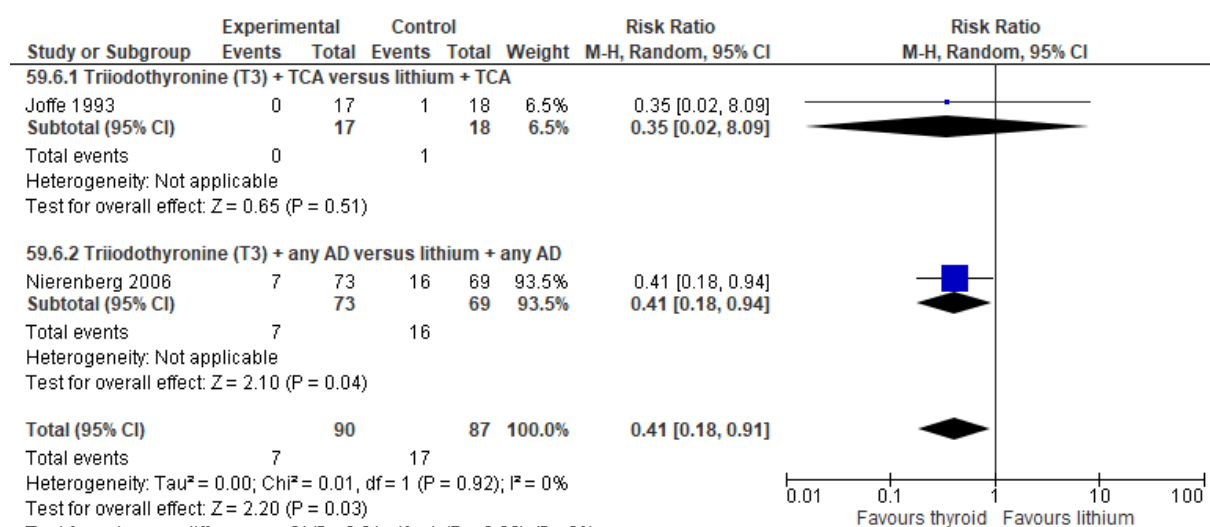 Experimental Control Risk Ratio Risk Ratio
Study or Subgroup Events Total Events Total Weight M-H, Random, 95% CI M-H, Random, 95% CI
59.6.1 Triiodothyronine (T3) + TCA versus lithium + TCA
Joffe 1993 0 17 1 18 6.5% 0.35 [0.02, 8.09]
Subtotal (95% CI) 17 18 6.5% 0.35 [0.02, 8.09]
Total events 0 1
Heterogeneity: Not applicable
Test for overall effect: Z = 0.65 (P = 0.51)
59.6.2 Triiodothyronine (T3) + any AD versus lithium + any AD
Nierenberg 2006 7 73 16 69 93.5% 0.41 [0.18, 0.94]
Subtotal (95% CI) 73 69 93.5% 0.41 [0.18, 0.94]
Total events 7 16
Heterogeneity: Not applicable
Test for overall effect: Z = 2.10 (P = 0.04)
Total (95% CI) 90 87 100.0% 0.41 [0.18, 0.91]
Total events 7 17
Heterogeneity: Tau² = 0.00; Chi² = 0.01, df = 1 (P = 0.92); I² = 0%
Test for overall effect: Z = 2.20 (P = 0.03)
0.01 0.1 1 10 100
Favours thyroid Favours lithium